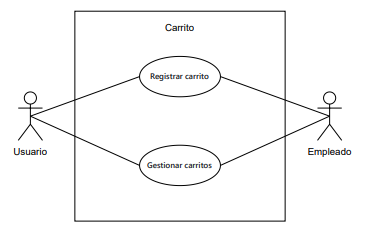 Carrito
Registrar carrito
Usuario
Empleado
Gestionar carritos